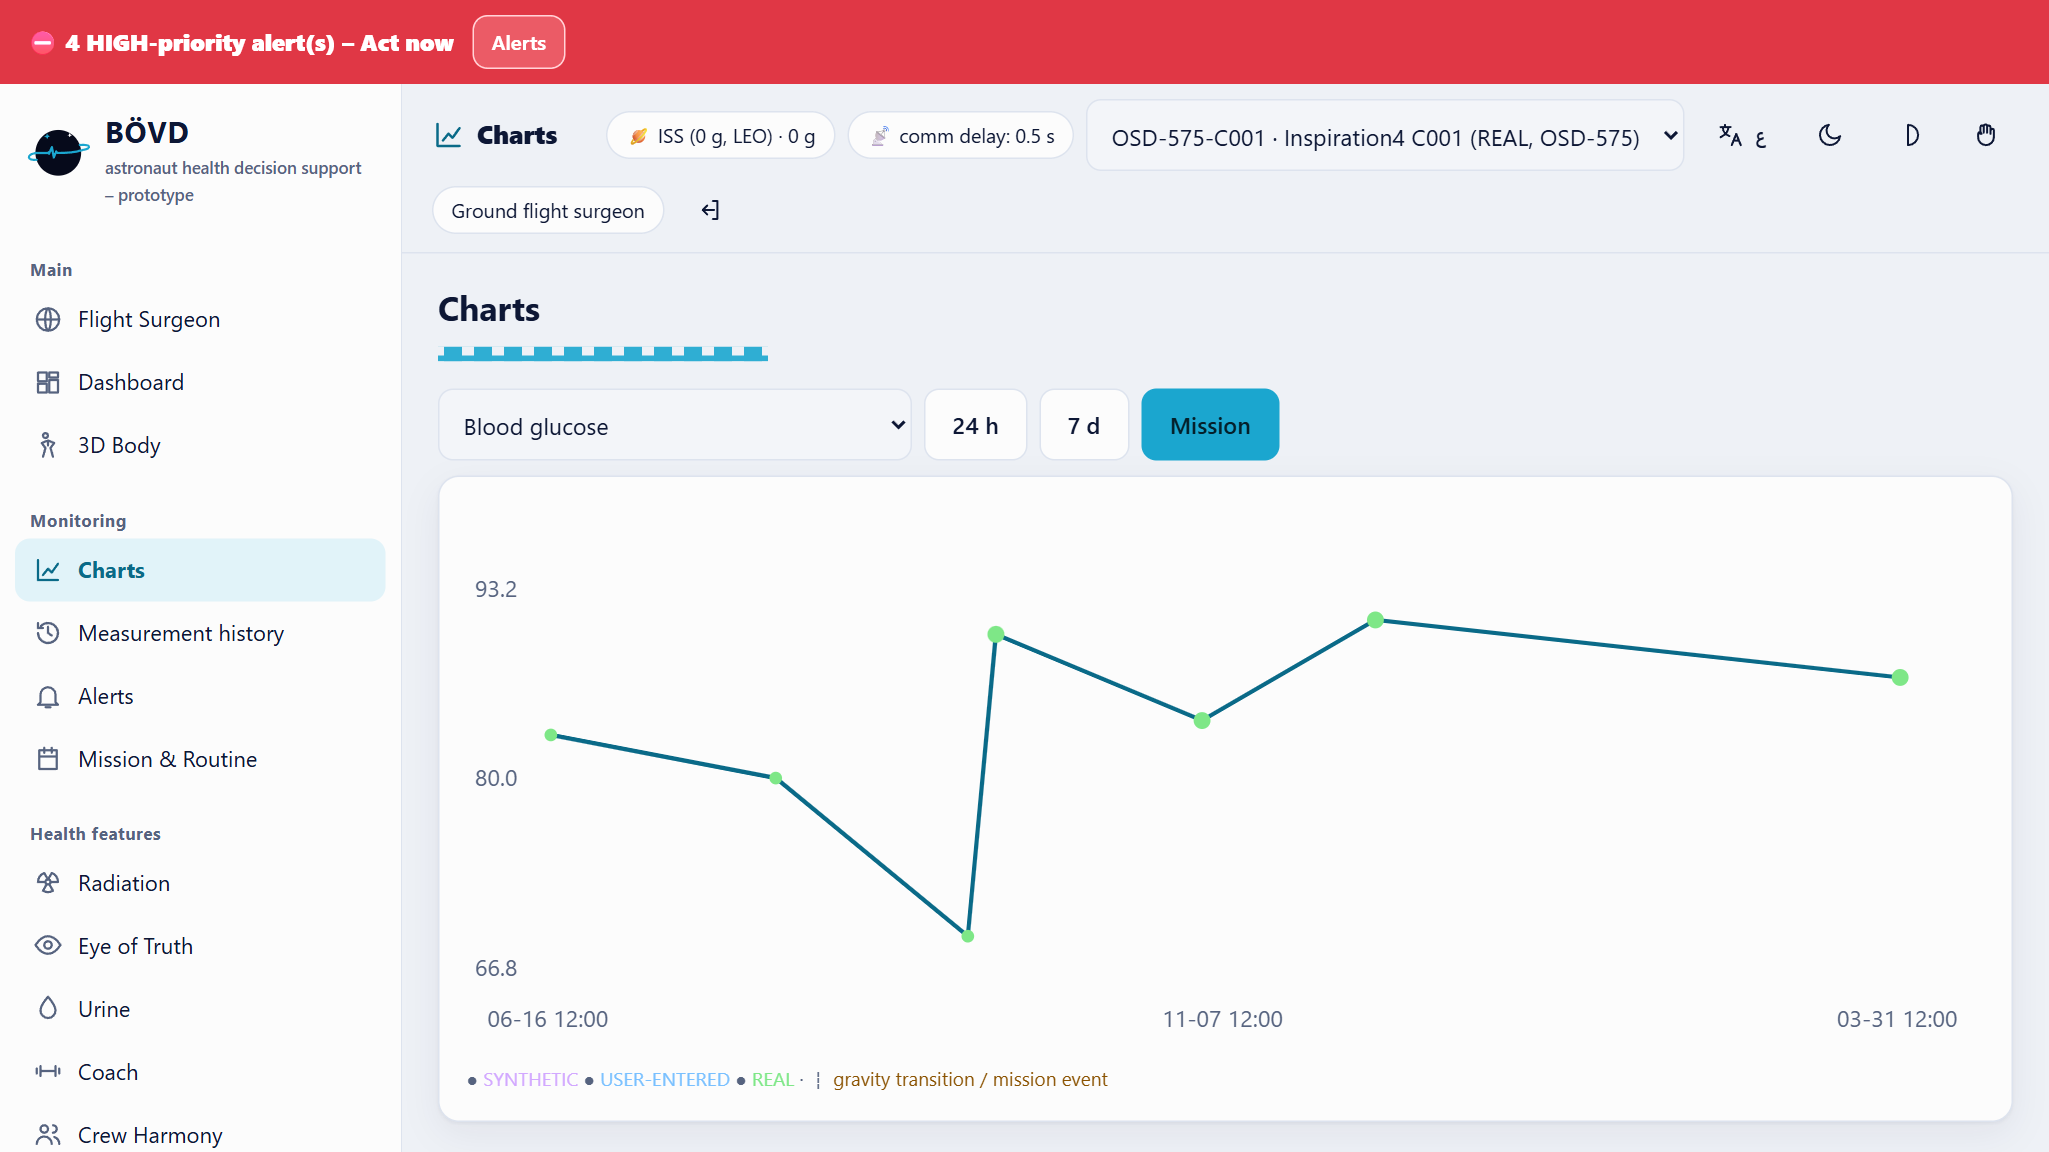 4 HIGH-priority alert(s) – Act now
Alerts
BÖVD
astronaut health decision support
– prototype
Main
Flight Surgeon
Dashboard
3D Body
Monitoring
Charts
Measurement history
Alerts
Mission & Routine
Health features
Radiation
Eye of Truth
Urine
Coach
Crew Harmony
Charts
ISS (0 g, LEO) · 0 g
comm delay: 0.5 s
OSD-575-C001 · Inspiration4 C001 (REAL, OSD-575)
ع
Ground flight surgeon
Charts
Blood glucose
24 h
7 d
Mission
93.2
80.0
66.8
06-16 12:00
11-07 12:00
03-31 12:00
● SYNTHETIC ● USER-ENTERED ● REAL · ¦ gravity transition / mission event